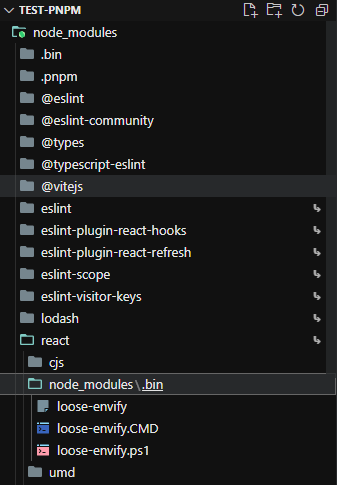 TEST-PNPM
node_modules
.bin
.pnpm
@eslint
@eslint-community
@types
@typescript-eslint
@vitejs
eslint
eslint-plugin-react-hooks
eslint-plugin-react-refresh
eslint-scope
eslint-visitor-keys
lodash
react
cjs
node_modules\.bin
loose-envify
loose-envify.CMD
loose-envify.ps1
umd